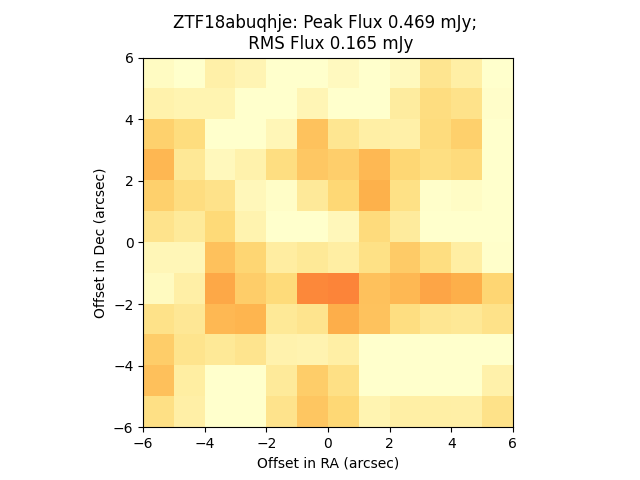 ZTF18abuqhje: Peak Flux 0.469 mJy;
RMS Flux 0.165 mJy
6
4
2
0
−2
−4
−6
Offset in Dec (arcsec)
−6 −4 −2 0 2 4 6
Offset in RA (arcsec)